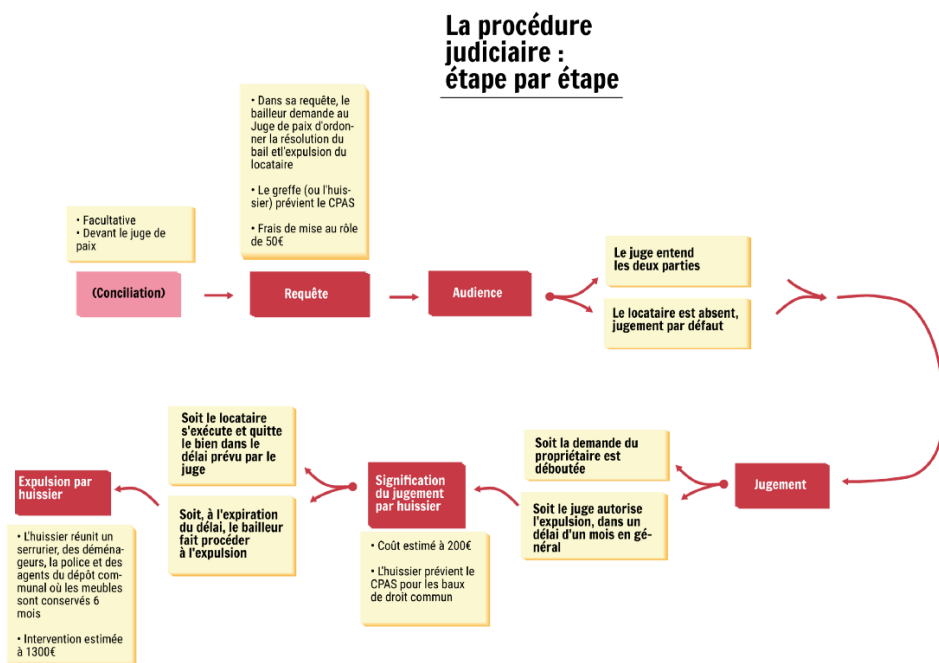 La procédure
judiciaire :
étape par étape
• Facultative
• Devant le juge de
paix
(Conciliation)
• Dans sa requête, le
bailleur demande au
Juge de paix d'ordon-
ner la résolution du
bail etl'expulsion du
locataire
• Le greffe (ou l'huis-
sier) prévient le CPAS
• Frais de mise au rôle
de 50€
Requête
Audience
Le juge entend
les deux parties
Le locataire est absent,
jugement par défaut
Jugement
Soit la demande du
propriétaire est
déboutée
Soit le juge autorise
l'expulsion, dans un
délai d'un mois en gé-
néral
Signification
du jugement
par huissier
• Coût estimé à 200€
• L'huissier prévient le
CPAS pour les baux
de droit commun
Soit le locataire
s'exécute et quitte
le bien dans le
délai prévu par le
juge
Soit, à l'expiration
du délai, le bailleur
fait procéder
à l'expulsion
Expulsion par
huissier
• L'huissier réunit un
serrurier, des déména-
geurs, la police et des
agents du dépôt com-
munal où les meubles
sont conservés 6
mois
• Intervention estimée
à 1300€